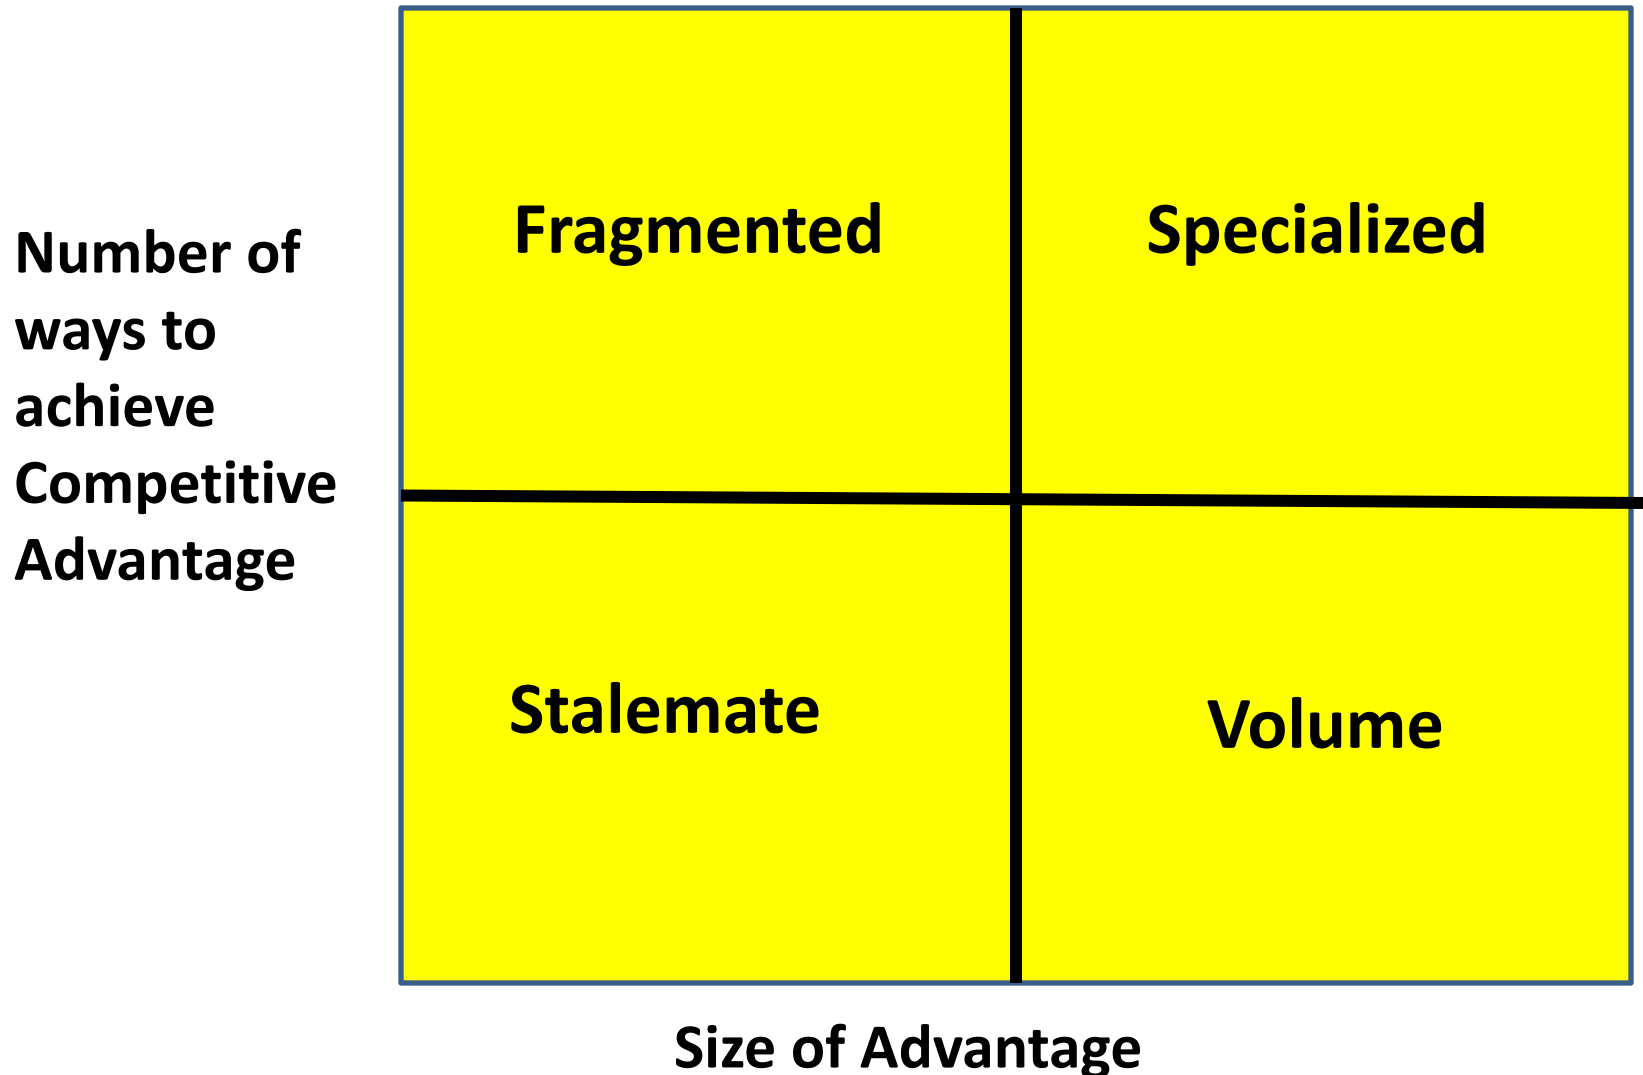 Fragmented
Specialized
Number of
ways to
achieve
Competitive
Advantage
Stalemate
Volume
Size of Advantage